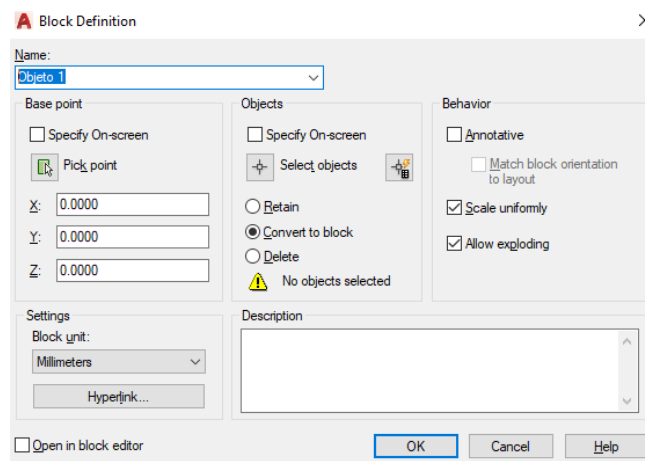 Block Definition
Name:
Objeto 1
Base point
Specify On-screen
Pick point
X: 0.0000
Y: 0.0000
Z: 0.0000
Objects
Specify On-screen
Select objects
Retain
Convert to block
Delete
No objects selected
Behavior
Annotative
Match block orientation
to layout
Scale uniformly
Allow exploding
Settings
Block unit:
Millimeters
Hyperlink...
Description
Open in block editor
OK
Cancel
Help